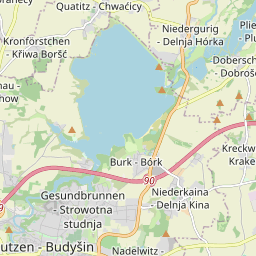 Quatitz - Chwaćicy
Niedergurig
- Delnja Hórka
Kronförstchen
- Křiwa Boršć
Dobersch
- Dobroš
Burk - Bórk
Kreckw
90
Gesundbrunnen
- Strowotna
studnja
Niederkaina
- Delnja Kina
utzen - Budyšin
Nadelwitz -